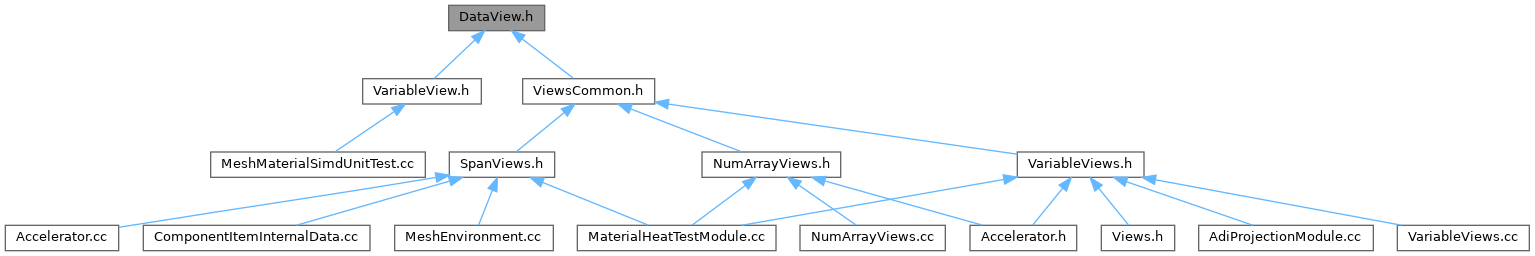 DataView.h
VariableView.h
ViewsCommon.h
MeshMaterialSimdUnitTest.cc
SpanViews.h
NumArrayViews.h
VariableViews.h
Accelerator.cc
ComponentItemInternalData.cc
MeshEnvironment.cc
MaterialHeatTestModule.cc
NumArrayViews.cc
Accelerator.h
Views.h
AdiProjectionModule.cc
VariableViews.cc